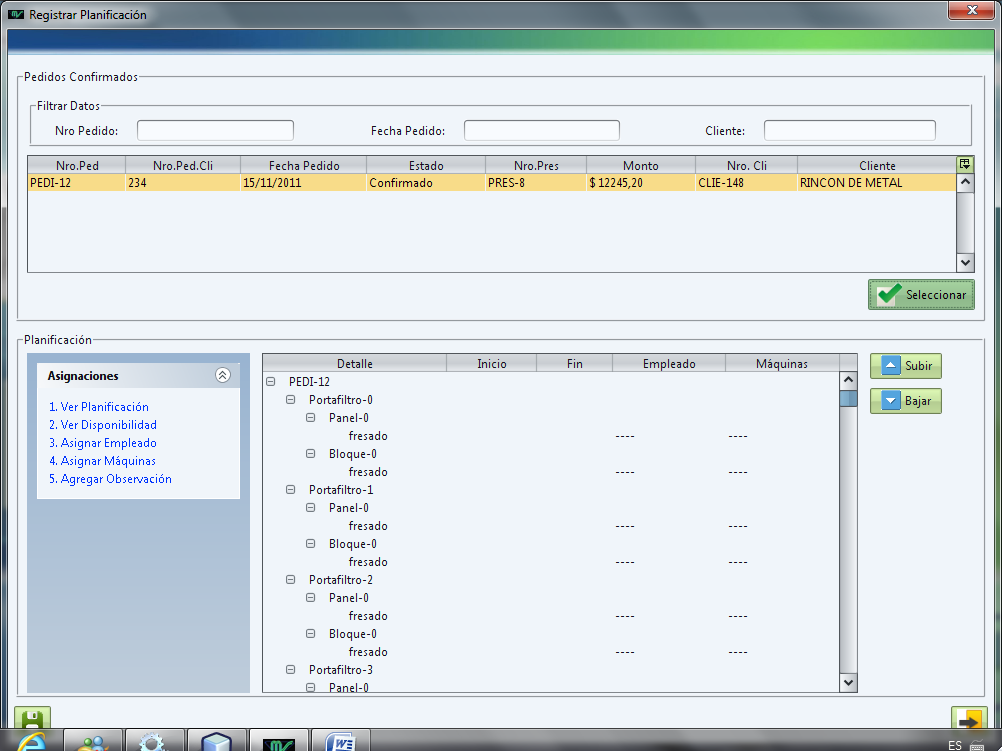 Registrar Planificación
Pedidos Confirmados
Filtrar Datos
Nro Pedido: Fecha Pedido: Cliente:
Nro.Ped Nro.Ped.Cli Fecha Pedido Estado Nro.Pres Monto Nro. Cli Cliente
PEDI-12 234 15/11/2011 Confirmado PRES-8 $ 12245,20 CLIE-148 RINCON DE METAL
Seleccionar
Planificación
Asignaciones
1. Ver Planificación
2. Ver Disponibilidad
3. Asignar Empleado
4. Asignar Máquinas
5. Agregar Observación
Detalle Inicio Fin Empleado Máquinas
PEDI-12
Portafiltro-0
Panel-0
fresado ---- ----
Bloque-0
fresado ---- ----
Portafiltro-1
Panel-0
fresado ---- ----
Bloque-0
fresado ---- ----
Portafiltro-2
Panel-0
fresado ---- ----
Bloque-0
fresado ---- ----
Portafiltro-3
Panel-0
Subir
Bajar
ES